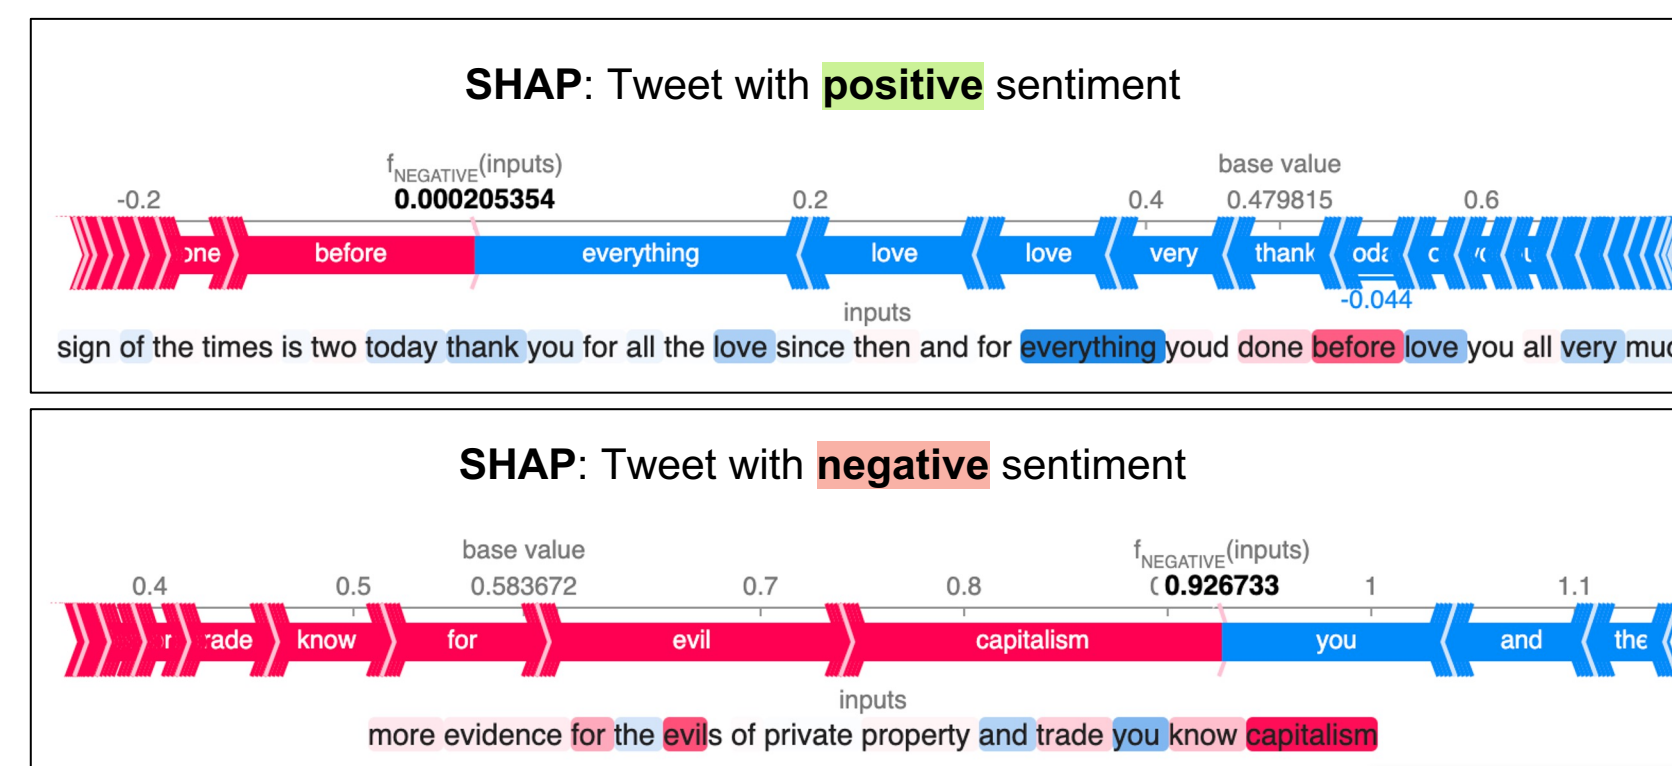 SHAP: Tweet with positive sentiment
fNEGATIVE(inputs) base value
-0.2 0.000205354 0.2 0.4 0.479815 0.6
one before everything love love very thank oda
-0.044
inputs
sign of the times is two today thank you for all the love since then and for everything youd done before love you all very muc
SHAP: Tweet with negative sentiment
base value fNEGATIVE(inputs)
0.4 0.5 0.583672 0.7 0.8 0.926733 1 1.1
rade know for evil capitalism you and the
inputs
more evidence for the evils of private property and trade you know capitalism